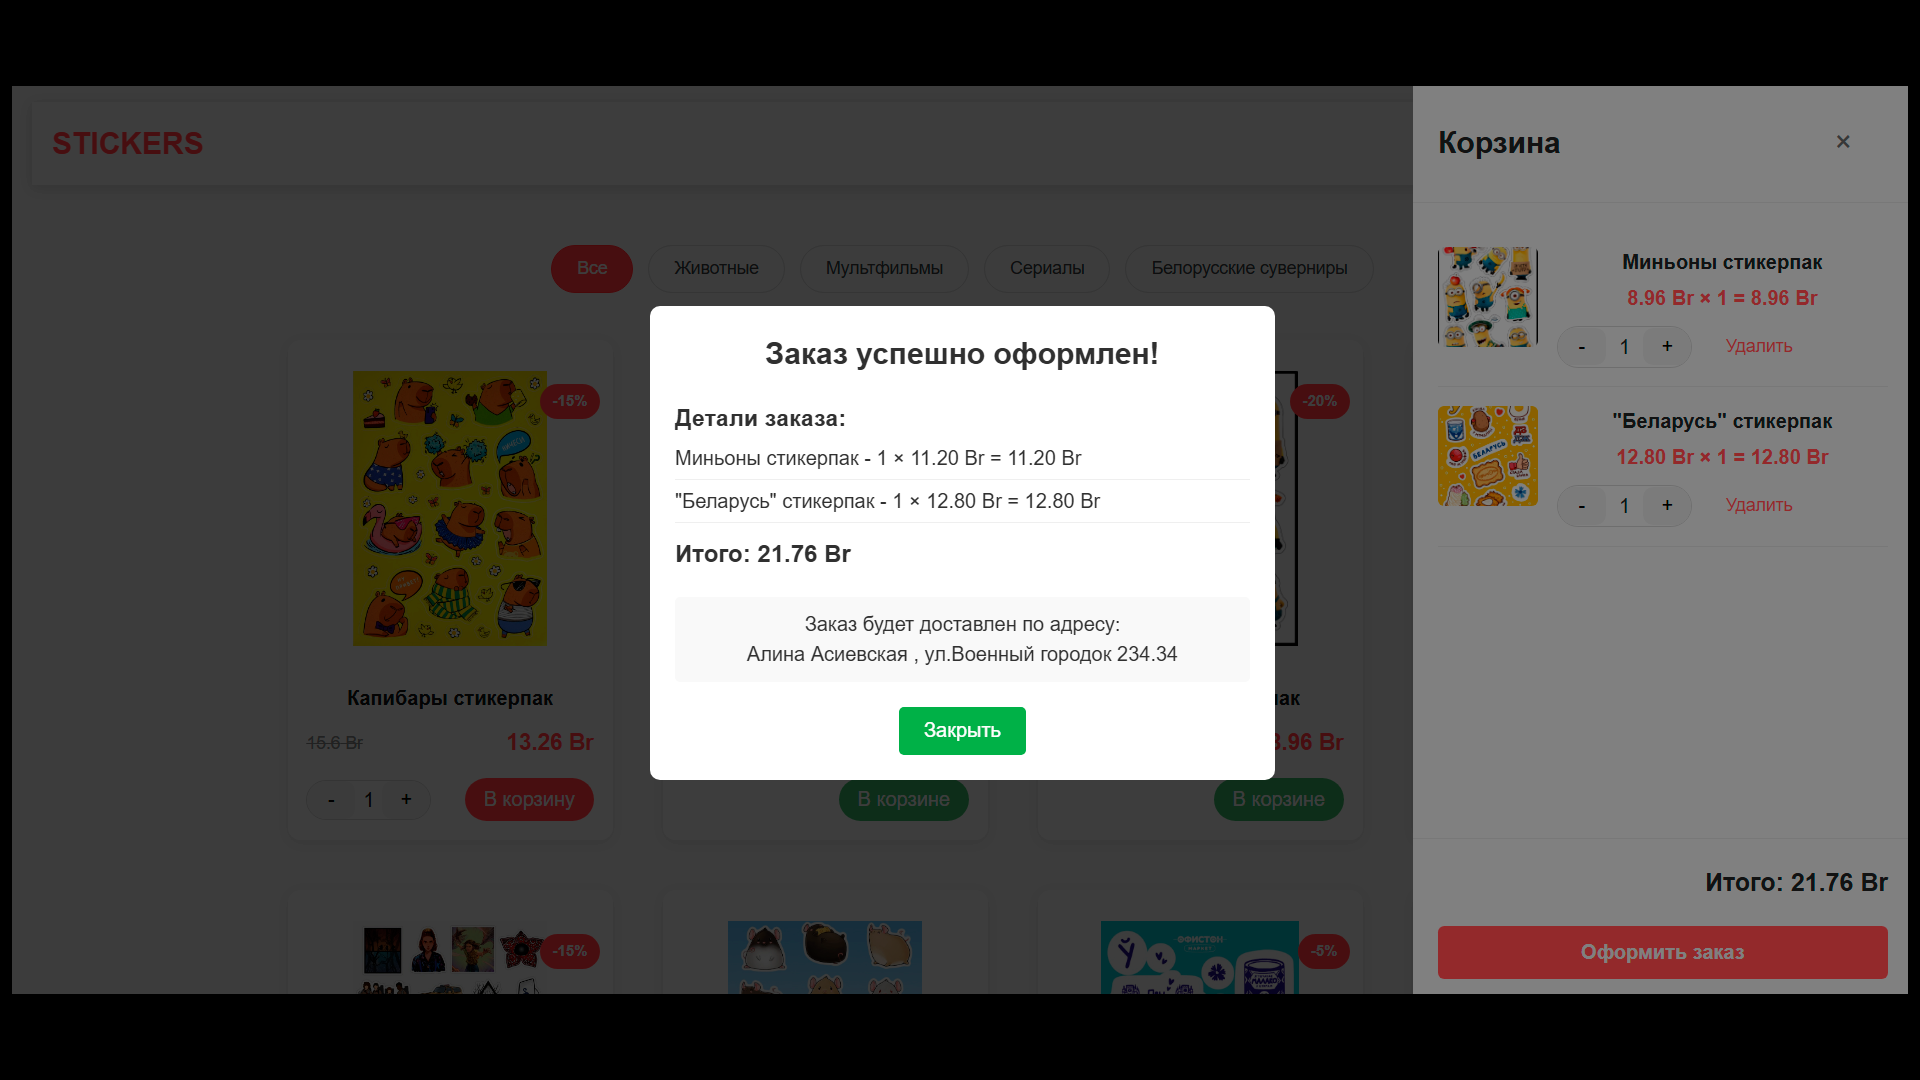 STICKERS
Все
Животные
Мультфильмы
Сериалы
Белорусские сувениры
-15%
Капибары стикерпак
15.6 Br
13.26 Br
-
1
+
В корзину
В корзине
-20%
В корзине
-15%
-5%
ОФИСТОН
МАРКЕТ
Ў
Заказ успешно оформлен!
Детали заказа:
Миньоны стикерпак - 1 × 11.20 Br = 11.20 Br
"Беларусь" стикерпак - 1 × 12.80 Br = 12.80 Br
Итого: 21.76 Br
Заказ будет доставлен по адресу:
Алина Асиевская , ул.Военный городок 234.34
Закрыть
Корзина
×
Миньоны стикерпак
8.96 Br × 1 = 8.96 Br
-
1
+
Удалить
БЕЛАРУСЬ
"Беларусь" стикерпак
12.80 Br × 1 = 12.80 Br
-
1
+
Удалить
Итого: 21.76 Br
Оформить заказ